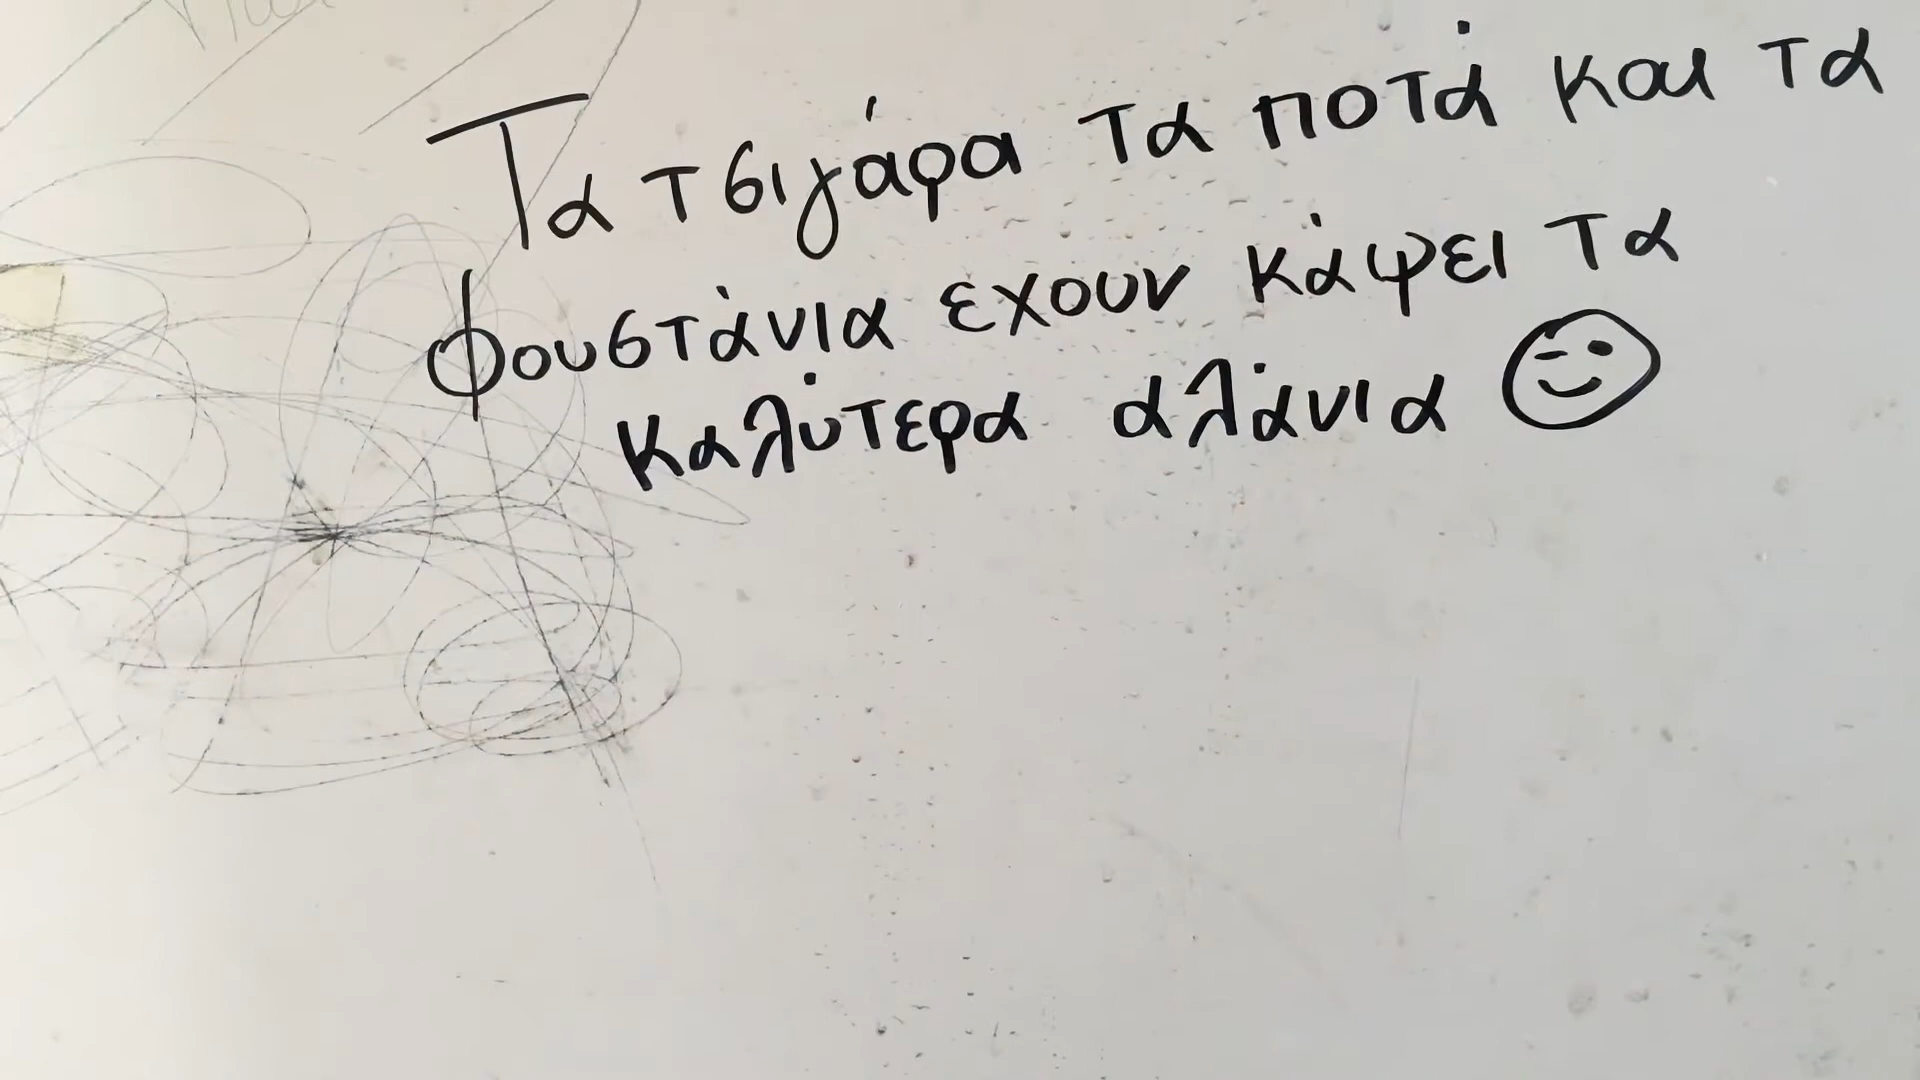 Τα τσιγάρα τα ποτά και τα
φουστάνια εχουν κάψει τα
καλύτερα αλάνια